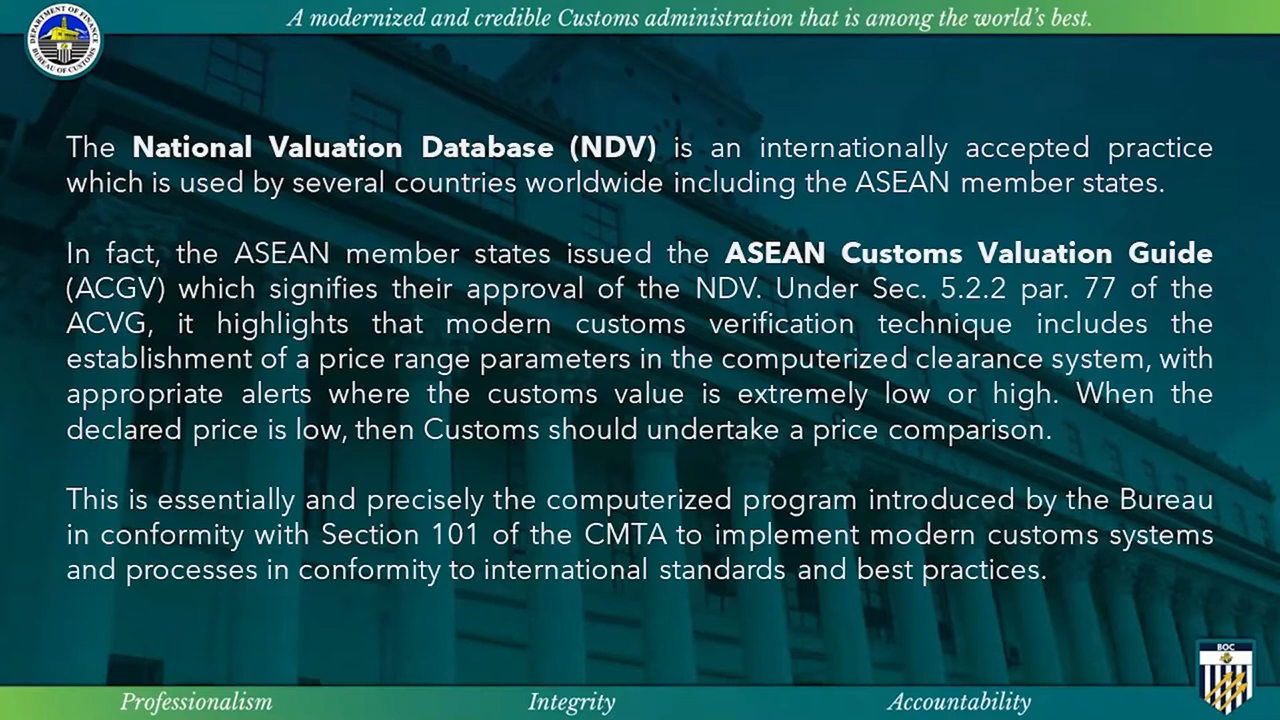 A modernized and credible Customs administration that is among the world's best.
DEPARTMENT OF FINANCE
BUREAU OF CUSTOMS
The National Valuation Database (NDV) is an internationally accepted practice
which is used by several countries worldwide including the ASEAN member states.
In fact, the ASEAN member states issued the ASEAN Customs Valuation Guide
(ACGV) which signifies their approval of the NDV. Under Sec. 5.2.2 par. 77 of the
ACVG, it highlights that modern customs verification technique includes the
establishment of a price range parameters in the computerized clearance system, with
appropriate alerts where the customs value is extremely low or high. When the
declared price is low, then Customs should undertake a price comparison.
This is essentially and precisely the computerized program introduced by the Bureau
in conformity with Section 101 of the CMTA to implement modern customs systems
and processes in conformity to international standards and best practices.
BOC
Professionalism Integrity Accountability